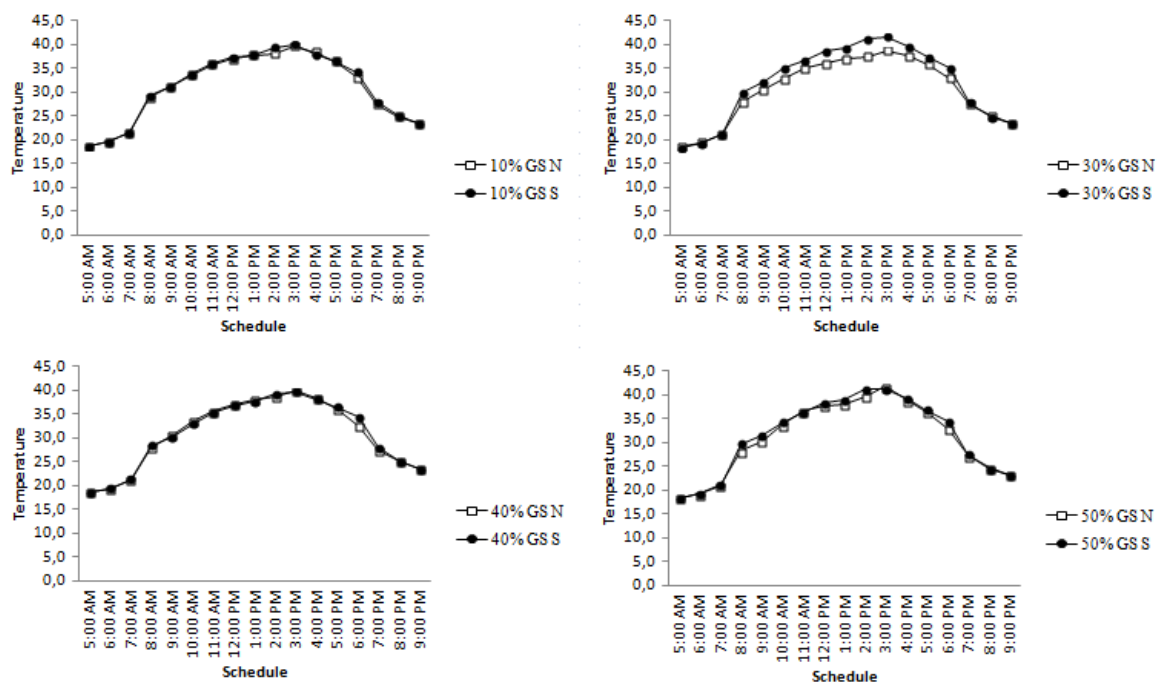 45,0
40,0
35,0
30,0
25,0
20,0
15,0
10,0
5,0
0,0
Temperature
5:00 AM
6:00 AM
7:00 AM
8:00 AM
9:00 AM
10:00 AM
11:00 AM
12:00 PM
1:00 PM
2:00 PM
3:00 PM
4:00 PM
5:00 PM
6:00 PM
7:00 PM
8:00 PM
9:00 PM
Schedule
10% GSN
10% GSS
45,0
40,0
35,0
30,0
25,0
20,0
15,0
10,0
5,0
0,0
Temperature
5:00 AM
6:00 AM
7:00 AM
8:00 AM
9:00 AM
10:00 AM
11:00 AM
12:00 PM
1:00 PM
2:00 PM
3:00 PM
4:00 PM
5:00 PM
6:00 PM
7:00 PM
8:00 PM
9:00 PM
Schedule
30% GSN
30% GSS
45,0
40,0
35,0
30,0
25,0
20,0
15,0
10,0
5,0
0,0
Temperature
5:00 AM
6:00 AM
7:00 AM
8:00 AM
9:00 AM
10:00 AM
11:00 AM
12:00 PM
1:00 PM
2:00 PM
3:00 PM
4:00 PM
5:00 PM
6:00 PM
7:00 PM
8:00 PM
9:00 PM
Schedule
40% GSN
40% GSS
45,0
40,0
35,0
30,0
25,0
20,0
15,0
10,0
5,0
0,0
Temperature
5:00 AM
6:00 AM
7:00 AM
8:00 AM
9:00 AM
10:00 AM
11:00 AM
12:00 PM
1:00 PM
2:00 PM
3:00 PM
4:00 PM
5:00 PM
6:00 PM
7:00 PM
8:00 PM
9:00 PM
Schedule
50% GSN
50% GSS